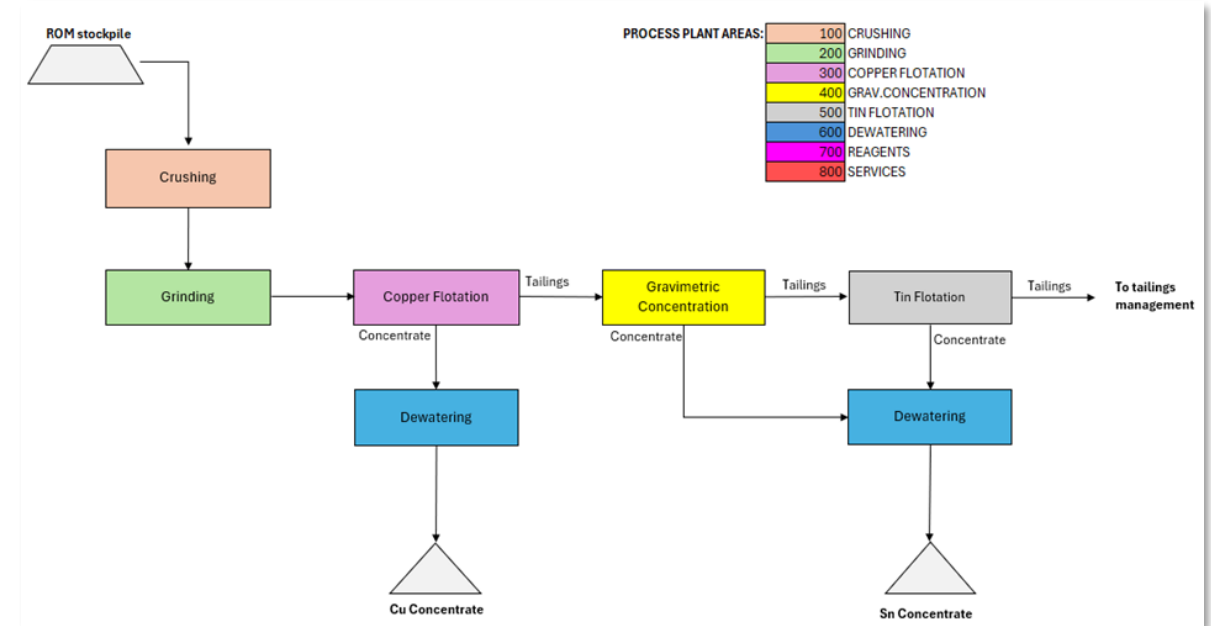 ROM stockpile
PROCESS PLANT AREAS:
100 CRUSHING
200 GRINDING
300 COPPER FLOTATION
400 GRAV.CONCENTRATION
500 TIN FLOTATION
600 DEWATERING
700 REAGENTS
800 SERVICES
Crushing
Grinding
Copper Flotation
Tailings
Gravimetric
Concentration
Tailings
Tin Flotation
Tailings
To tailings
management
Concentrate
Concentrate
Concentrate
Dewatering
Dewatering
Cu Concentrate
Sn Concentrate